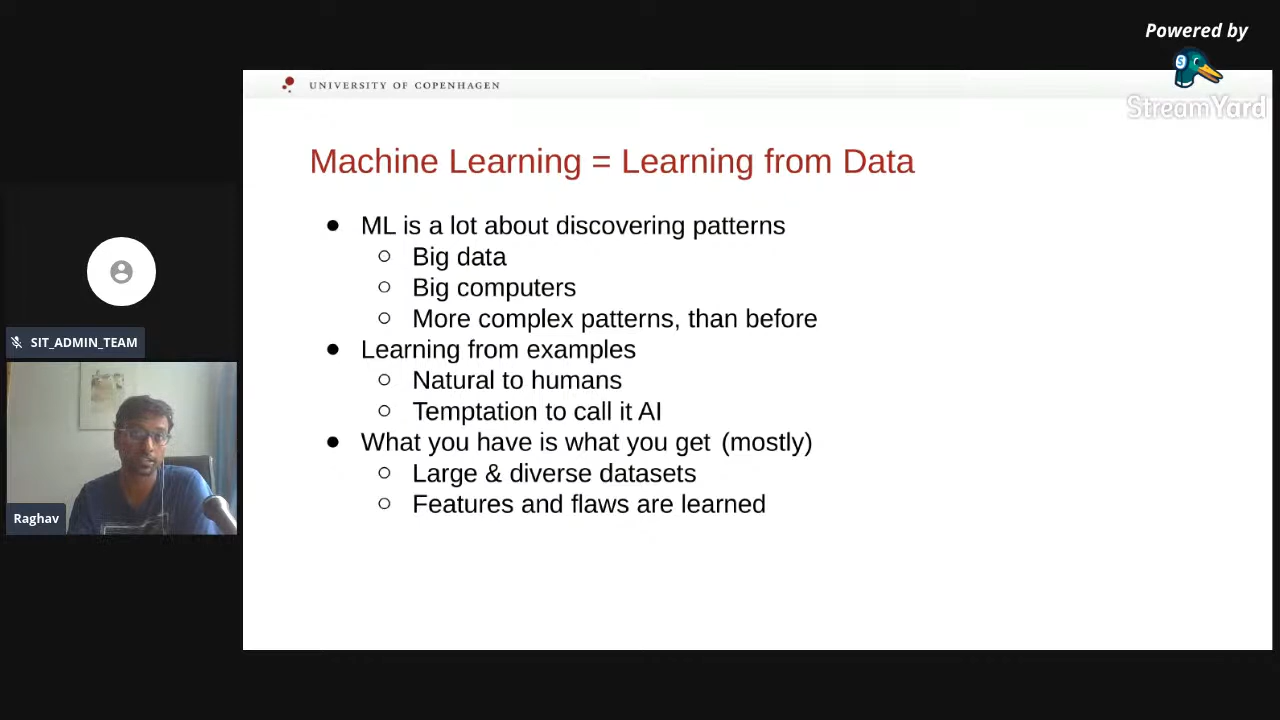 Powered by
StreamYard
UNIVERSITY OF COPENHAGEN
Machine Learning = Learning from Data
● ML is a lot about discovering patterns
○ Big data
○ Big computers
○ More complex patterns, than before
● Learning from examples
○ Natural to humans
○ Temptation to call it AI
● What you have is what you get (mostly)
○ Large & diverse datasets
○ Features and flaws are learned
SIT_ADMIN_TEAM
Raghav